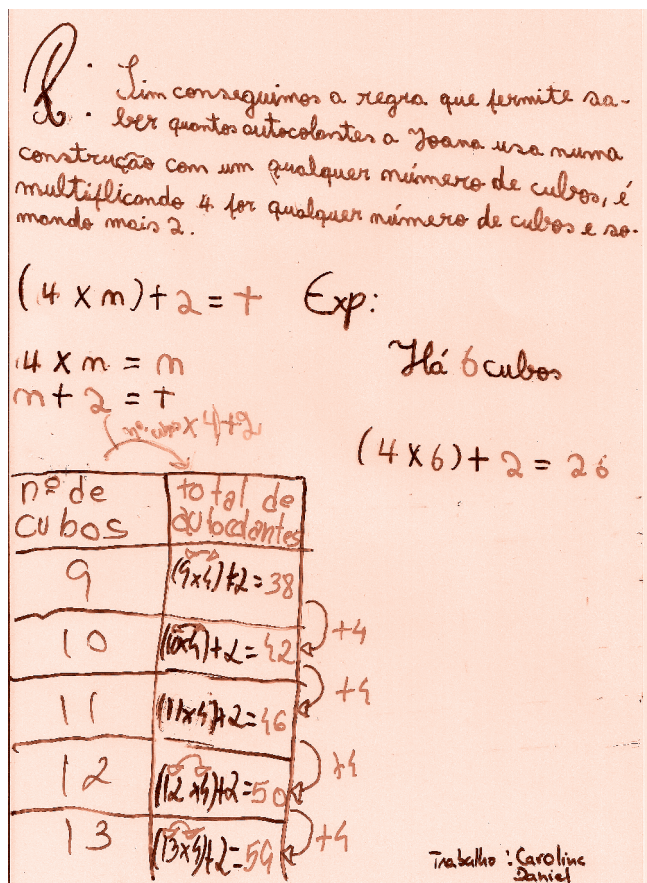 R: Sim conseguimos a regra que permite sa-
ber quantos autocolantes a Joana usa numa
construção com um qualquer número de cubos, é
multiplicando 4 por qualquer número de cubos e so-
mando mais 2.
(4 x n) + 2 = t
Exp:
4 x n = n
n + 2 = t
Há 6 cubos
nº. cubos x 4 + 2
(4 x 6) + 2 = 26
nº de cubos
total de autocolantes
9 (9x4)+2=38
+4
10 (10x4)+2=42
+4
11 (11x4)+2=46
+4
12 (12x4)+2=50
+4
13 (13x4)+2=54
Trabalho: Carolina
Daniel